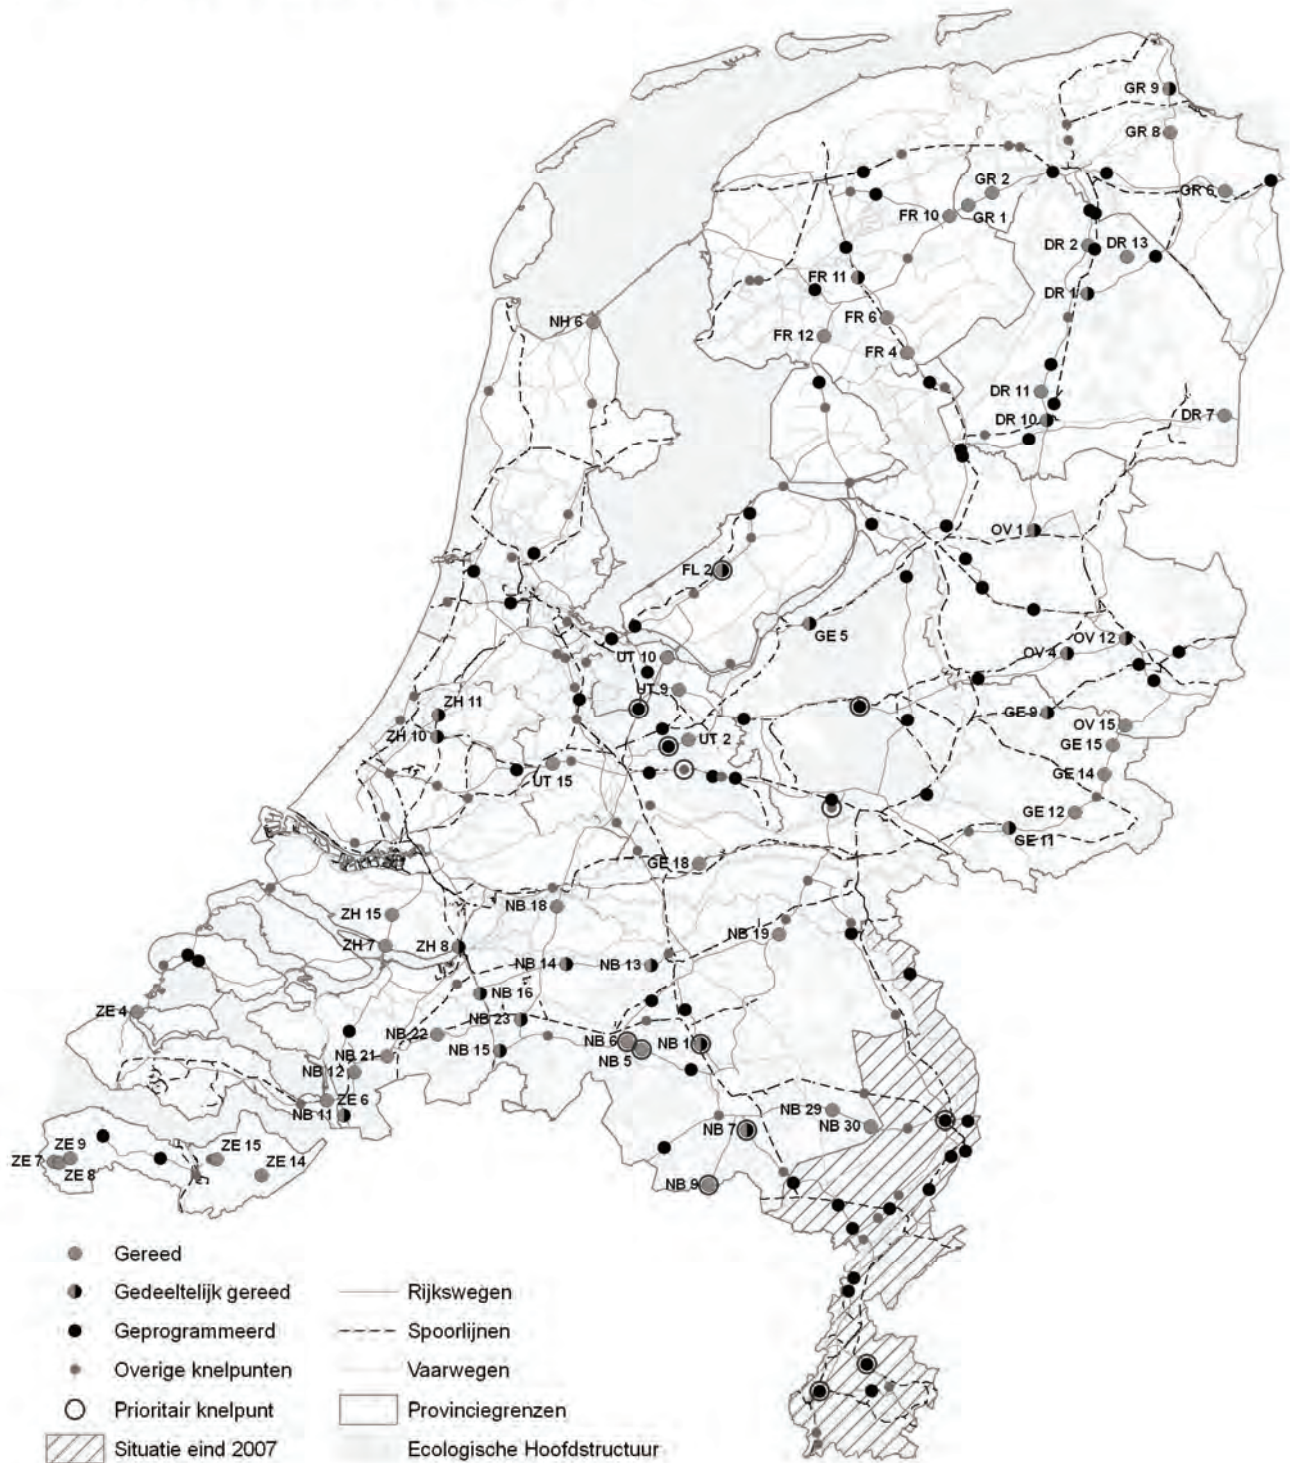 GR 9
GR 8
GR 2
GR 6
FR 10
GR 1
DR 2
DR 13
FR 11
DR 1
NH 6
FR 6
FR 12
FR 4
DR 11
DR 10
DR 7
OV 1
FL 2
GE 5
OV 12
UT 10
OV 4
UT 9
ZH 11
GE 9
OV 15
ZH 10
UT 2
GE 15
UT 15
GE 14
GE 12
GE 11
GE 18
NB 18
ZH 15
NB 19
ZH 7
ZH 8
NB 14
NB 13
NB 16
ZE 4
NB 23
NB 22
NB 6
NB 1
NB 15
NB 5
NB 21
NB 12
ZE 6
NB 11
NB 29
NB 30
NB 7
ZE 9
ZE 15
ZE 7
ZE 8
ZE 14
NB 9
Gereed
Gedeeltelijk gereed
Rijkswegen
Geprogrammeerd
Spoorlijnen
Overige knelpunten
Vaarwegen
Prioritair knelpunt
Provinciegrenzen
Situatie eind 2007
Ecologische Hoofdstructuur